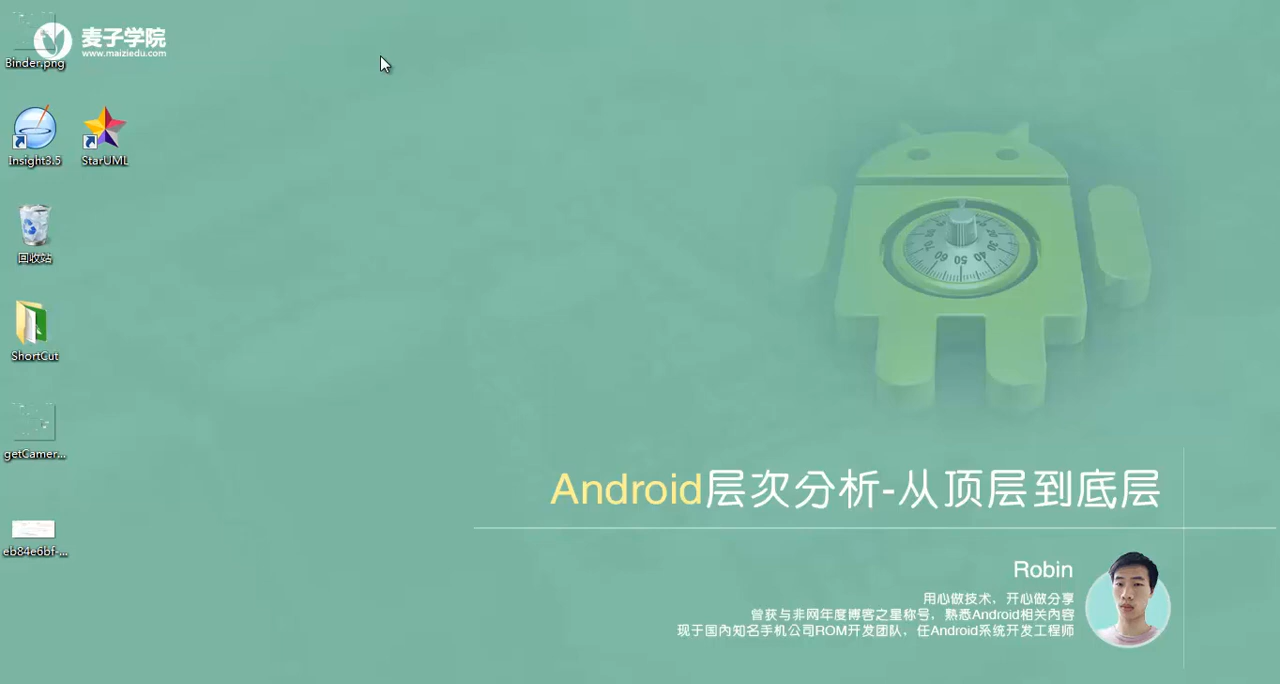 麦子学院
www.maiziedu.com
Binder.png
Insight3.5
StarUML
回收站
ShortCut
getCamer...
eb84e6bf-...
Android层次分析-从顶层到底层
Robin
用心做技术，开心做分享
曾获与非网年度博客之星称号，熟悉Android相关内容
现于国内知名手机公司ROM开发团队，任Android系统开发工程师